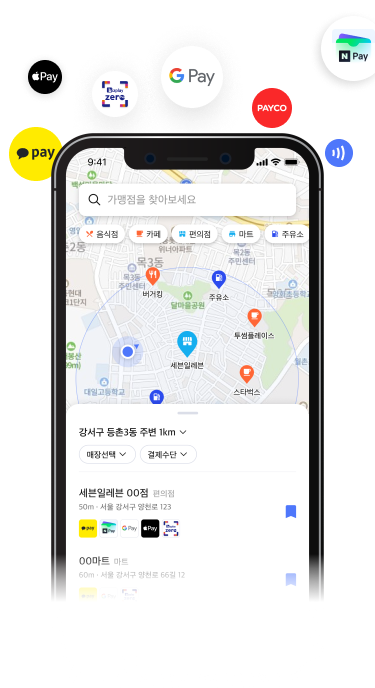 N Pay
G Pay
Pay
zeropay
zero
PAYCO
pay
9:41
가맹점을 찾아보세요
음식점
카페
편의점
마트
주유소
위너아파트
목2동
주민센터
목3동
목3동
주민센터
버거킹
주유소
달마을공원
투썸플레이스
세븐일레븐
스타벅스
대일고등학교
강서구 등촌3동 주변 1km
매장선택
결제수단
세븐일레븐 00점 편의점
50m · 서울 강서구 양천로 123
pay
Pay
G Pay
Pay
zero
00마트 마트
60m · 서울 강서구 양천로 66길 12